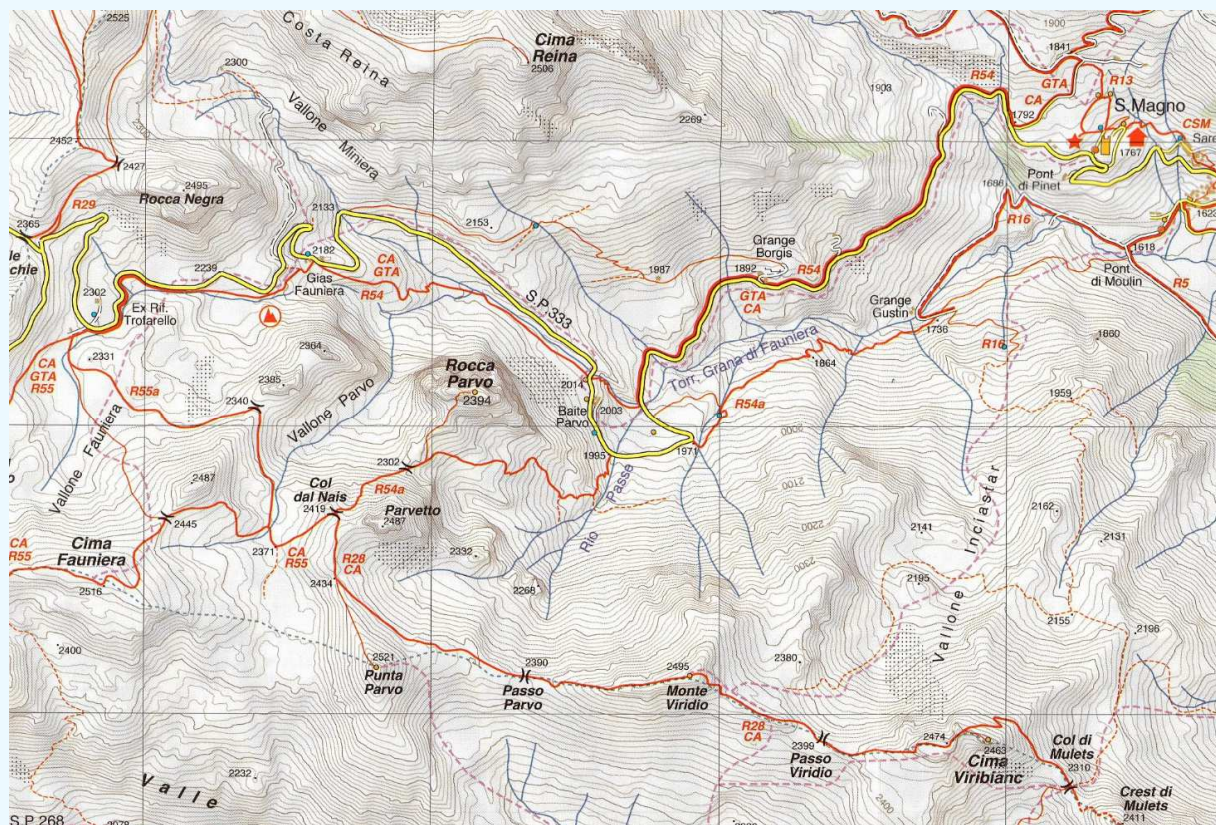 2525
Costa Reina
2300
Cima
Reina
2506
1903
2269
R54
1900
1841
GTA
CA
1792
R13
S. Magno
CSM
1767
Pont
di Pinet
1686
R16
1618
Pont
di Moulin
R5
2452
2427
Vallone Miniera
2495
Rocca Negra
R29
2365
2133
2153
2182
Gias
Fauniera
CA
GTA
R54
2239
2302
Ex Rif.
Trofarello
S.P.333
1987
Grange
Borgis
1892
R54
GTA
CA
Grange
Gustin
1736
R16
1860
Torr. Grana di Fauniera
1864
1959
CA
GTA
R55
2331
R55a
2364
2385
2340
Vallone Parvo
Rocca
Parvo
2394
2014
2003
Baite
Parvo
1995
1971
R54a
2000
2100
2200
2300
Rio Passe
Vallone Fauniera
2487
2445
Col
dal Nais
2419
2302
R54a
Parvetto
2487
2332
2268
2141
2162
2131
2195
2155
2196
Vallone Inciastar
CA
R55
Cima
Fauniera
2516
2371
CA
R55
2434
R28
CA
2400
2521
Punta
Parvo
2390
Passo
Parvo
2495
Monte
Viridio
2380
R28
CA
2399
Passo
Viridio
2474
2463
Cima
Viribianc
Col di
Mulets
2310
Crest di
Mulets
2411
2400
2232
Valle
S.P.268